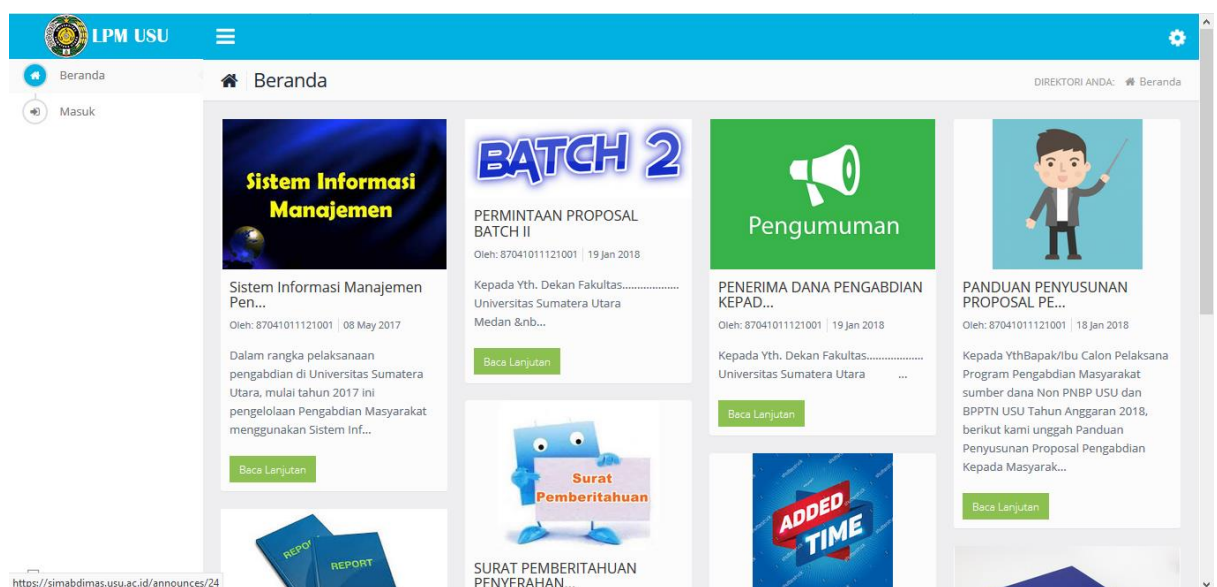 LPM USU
Beranda
Masuk
Beranda
DIREKTORI ANDA: Beranda
Sistem Informasi
Manajemen
Sistem Informasi Manajemen
Pen...
Oleh: 87041011121001 08 May 2017
Dalam rangka pelaksanaan
pengabdian di Universitas Sumatera
Utara, mulai tahun 2017 ini
pengelolaan Pengabdian Masyarakat
menggunakan Sistem Inf...
Baca Lanjutan
REPORT
REPORT
BATCH 2
PERMINTAAN PROPOSAL
BATCH II
Oleh: 87041011121001 19 Jan 2018
Kepada Yth. Dekan Fakultas...................
Universitas Sumatera Utara
Medan &nb...
Baca Lanjutan
Surat
Pemberitahuan
SURAT PEMBERITAHUAN
PENYERAHAN...
Pengumuman
PENERIMA DANA PENGABDIAN
KEPAD...
Oleh: 87041011121001 19 Jan 2018
Kepada Yth. Dekan Fakultas...................
Universitas Sumatera Utara ...
Baca Lanjutan
ADDED
TIME
PANDUAN PENYUSUNAN
PROPOSAL PE...
Oleh: 87041011121001 18 Jan 2018
Kepada YthBapak/Ibu Calon Pelaksana
Program Pengabdian Masyarakat
sumber dana Non PNBP USU dan
BPPTN USU Tahun Anggaran 2018,
berikut kami unggah Panduan
Penyusunan Proposal Pengabdian
Kepada Masyarak...
Baca Lanjutan
https://simabdimas.usu.ac.id/announces/24